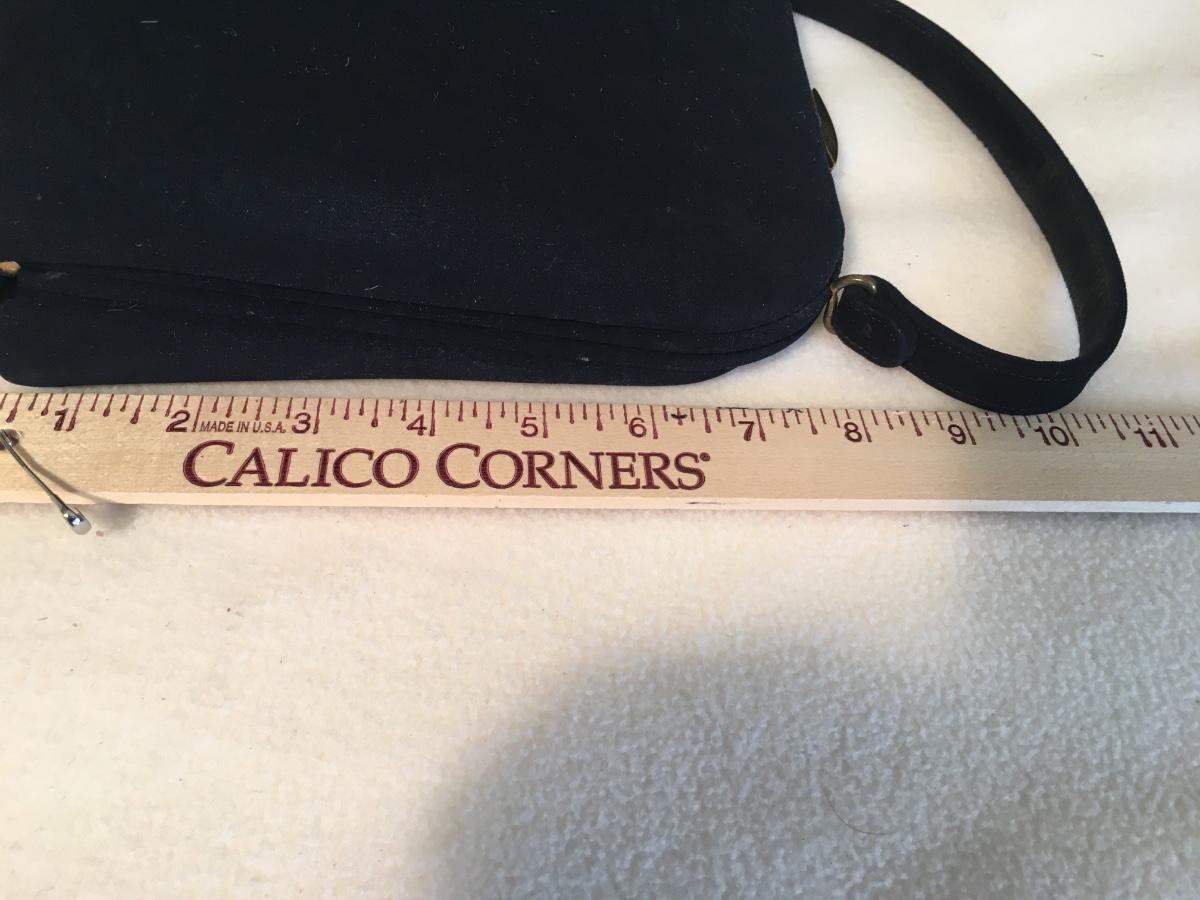 1 2 MADE IN U.S.A. 3 4 5 6 7 8 9 10 11
CALICO CORNERS®